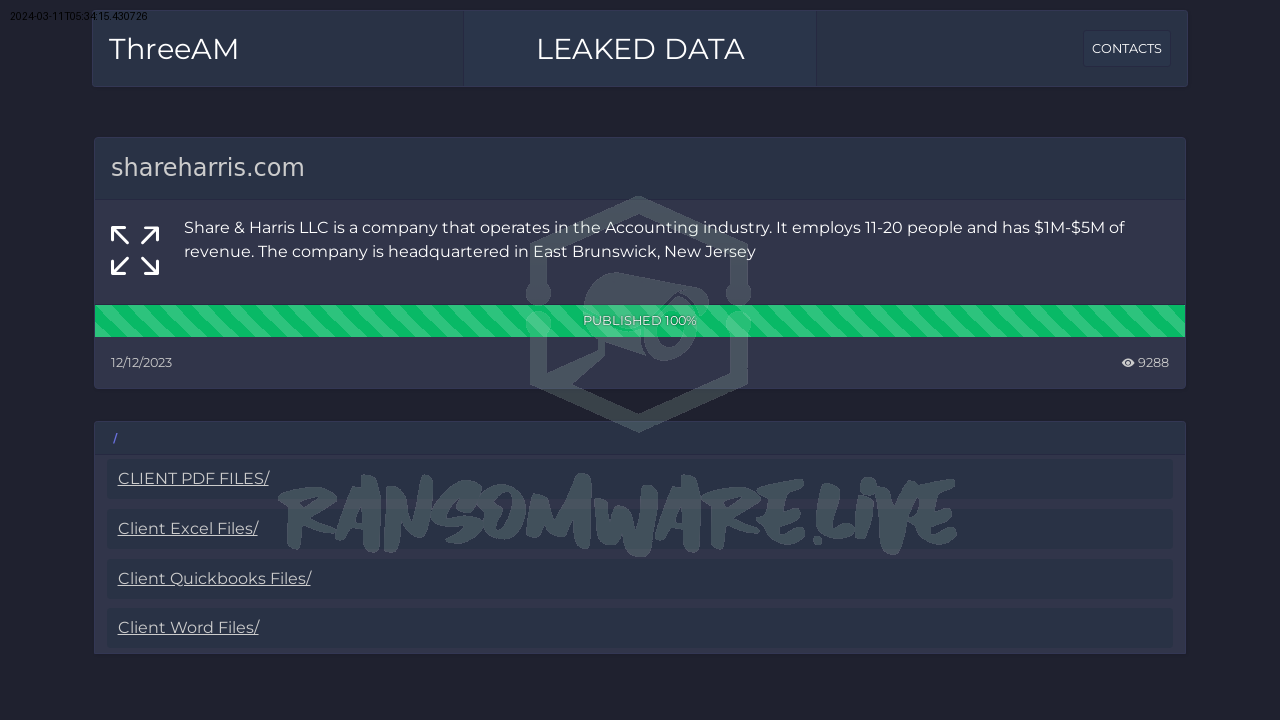 2024-03-11T05:34:15.430726
ThreeAM
LEAKED DATA
CONTACTS
shareharris.com
Share & Harris LLC is a company that operates in the Accounting industry. It employs 11-20 people and has $1M-$5M of
revenue. The company is headquartered in East Brunswick, New Jersey
PUBLISHED 100%
12/12/2023
9288
/
CLIENT PDF FILES/
RANSOMWARE.LIVE
Client Excel Files/
Client Quickbooks Files/
Client Word Files/